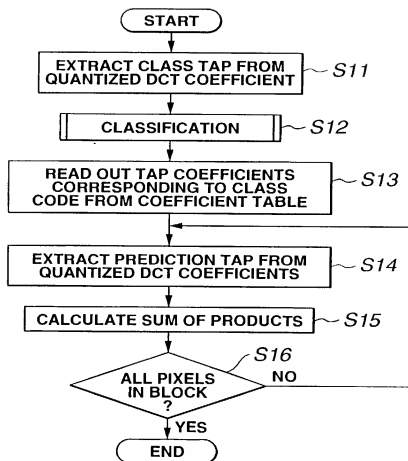 START
EXTRACT CLASS TAP FROM
QUANTIZED DCT COEFFICIENT
S11
CLASSIFICATION
S12
READ OUT TAP COEFFICIENTS
CORRESPONDING TO CLASS
CODE FROM COEFFICIENT TABLE
S13
EXTRACT PREDICTION TAP FROM
QUANTIZED DCT COEFFICIENTS
S14
CALCULATE SUM OF PRODUCTS
S15
S16
ALL PIXELS
IN BLOCK
?
NO
YES
END